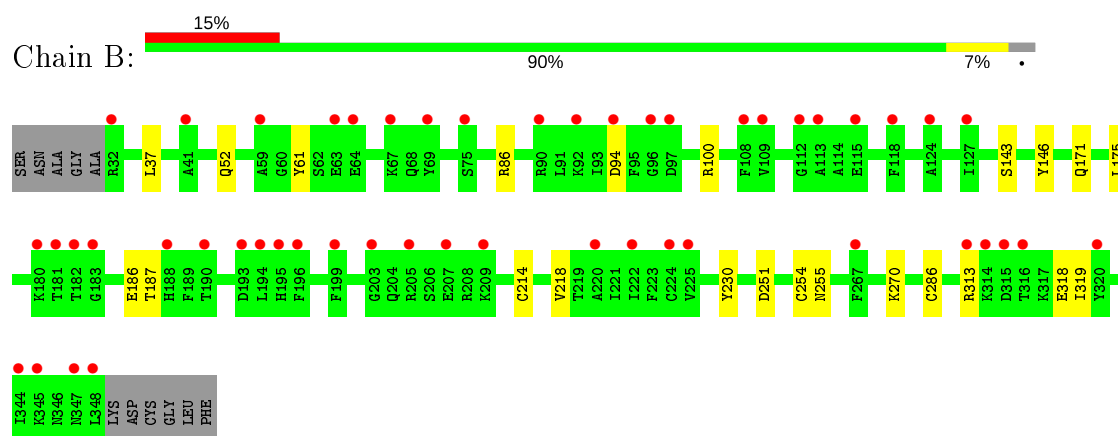 15%
Chain B:
90% 7% •
SER ASN ALA GLY ALA R32 L37 A41 Q52 A59 G60 Y61 S62 E63 E64 K67 Q68 Y69 S75 R86 R90 L91 K92 I93 D94 F95 G96 D97 R100 F108 V109 G112 A113 A114 E115 F118 A124 I127 S143 Y146 Q171 L175
K180 T181 T182 G183 E186 T187 H188 F189 T190 D193 L194 H195 F196 F199 G203 Q204 R205 S206 E207 R208 K209 C214 V218 T219 A220 I221 I222 F223 C224 V225 Y230 D251 C254 N255 F267 K270 C286 R313 K314 D315 T316 K317 E318 I319 Y320
I344 K345 N346 N347 L348 LYS ASP CYS GLY LEU PHE